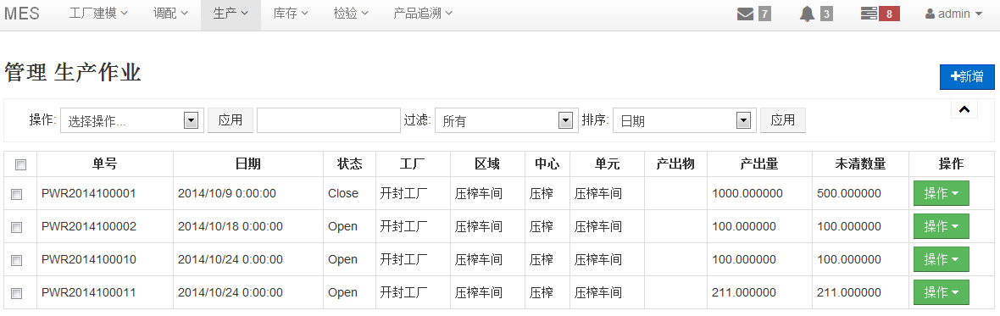 MES 工厂建模 调配 生产 库存 检验 产品追溯 7 3 8 admin
管理 生产作业
新增
操作: 选择操作... 应用 过滤: 所有 排序: 日期 应用
单号 日期 状态 工厂 区域 中心 单元 产出物 产出量 未清数量 操作
PWR2014100001 2014/10/9 0:00:00 Close 开封工厂 压榨车间 压榨 压榨车间 1000.000000 500.000000 操作
PWR2014100002 2014/10/18 0:00:00 Open 开封工厂 压榨车间 压榨 压榨车间 100.000000 100.000000 操作
PWR2014100010 2014/10/24 0:00:00 Open 开封工厂 压榨车间 压榨 压榨车间 100.000000 100.000000 操作
PWR2014100011 2014/10/24 0:00:00 Open 开封工厂 压榨车间 压榨 压榨车间 211.000000 211.000000 操作